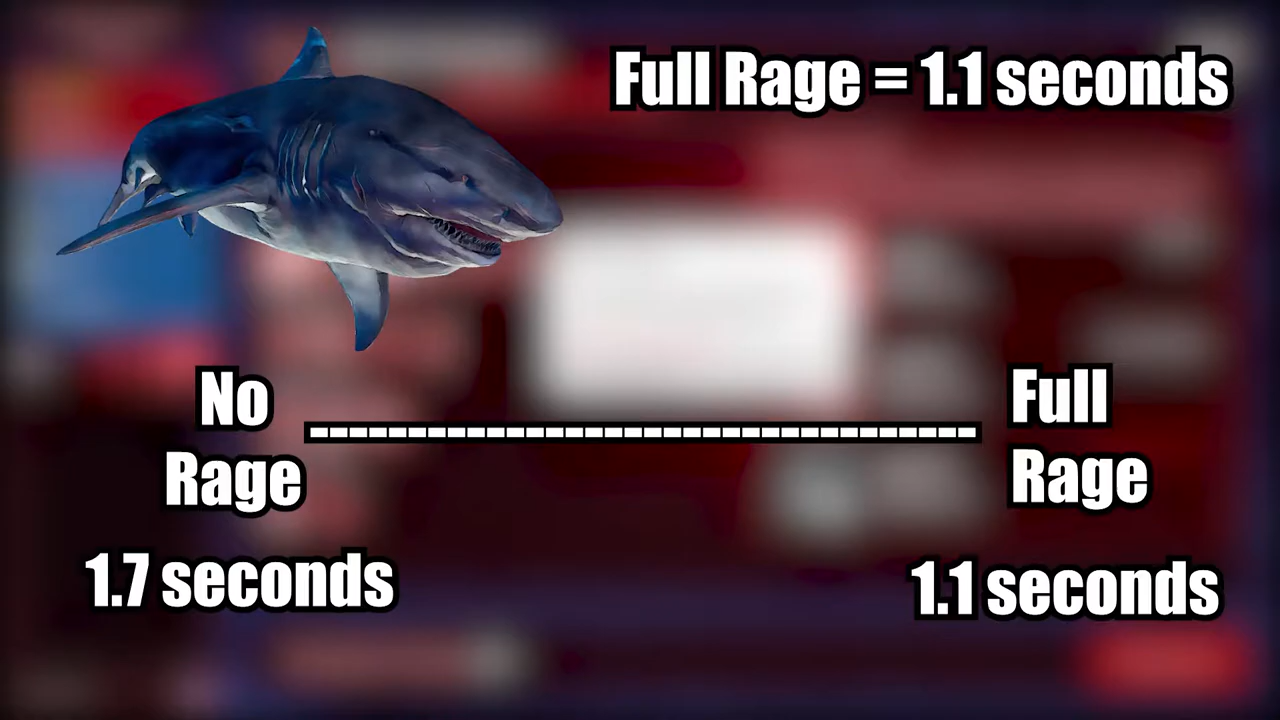 Full Rage = 1.1 seconds
No
Rage
1.7 seconds
Full
Rage
1.1 seconds